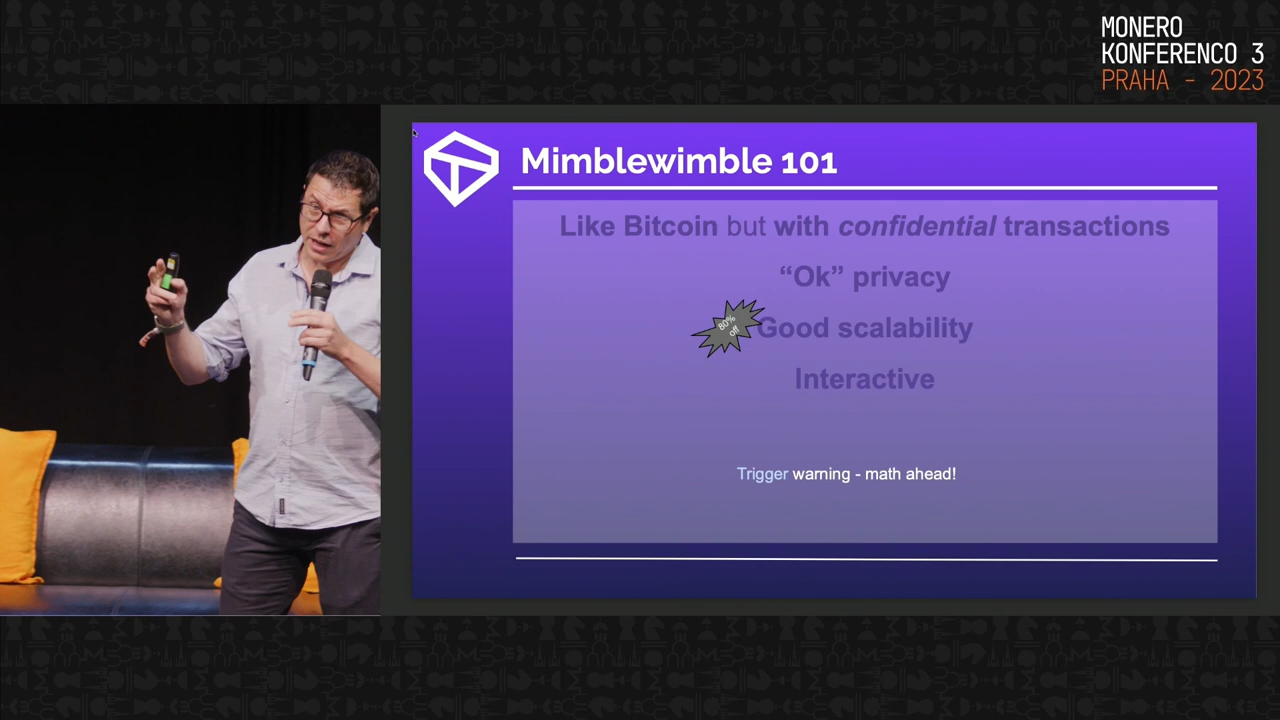 MONERO
KONFERENCO 3
PRAHA - 2023
Mimblewimble 101
Like Bitcoin but with confidential transactions
“Ok” privacy
80%
off
Good scalability
Interactive
Trigger warning - math ahead!